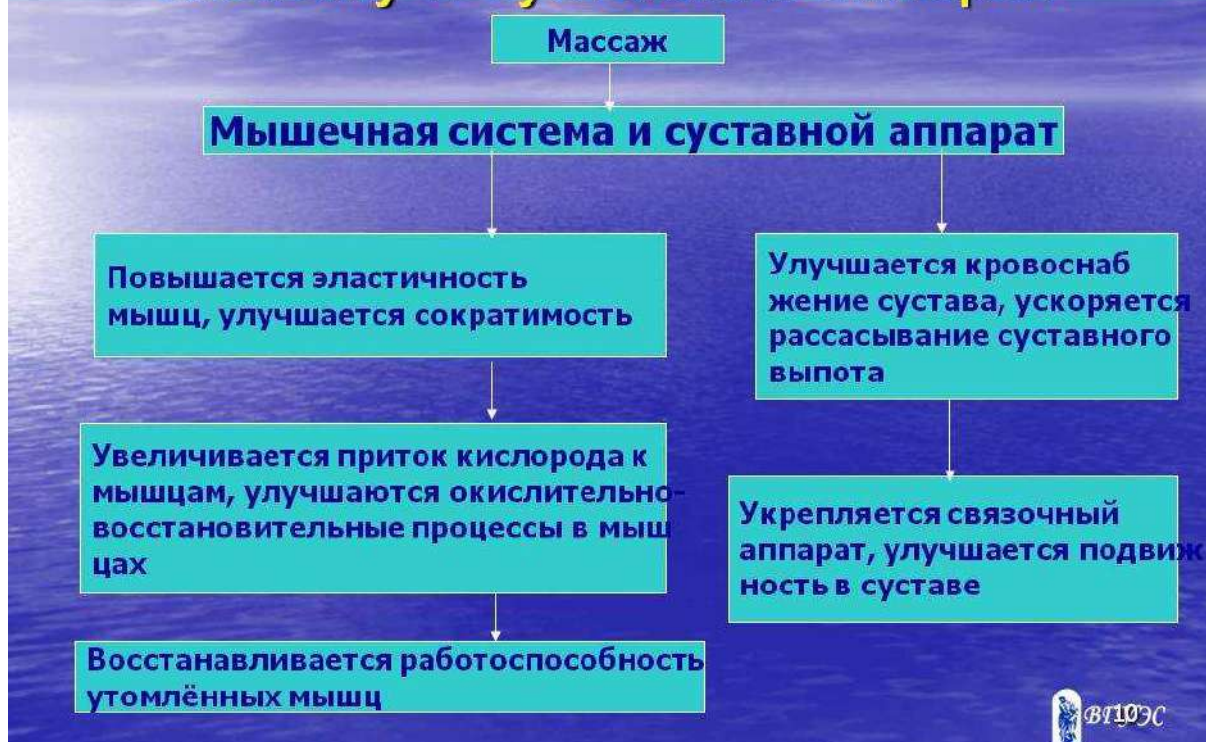 Массаж
Мышечная система и суставной аппарат
Повышается эластичность
мышц, улучшается сократимость
Улучшается кровоснаб
жение сустава, ускоряется
рассасывание суставного
выпота
Увеличивается приток кислорода к
мышцам, улучшаются окислительно-
восстановительные процессы в мыш
цах
Укрепляется связочный
аппарат, улучшается подвиж
ность в суставе
Восстанавливается работоспособность
утомлённых мышц
10